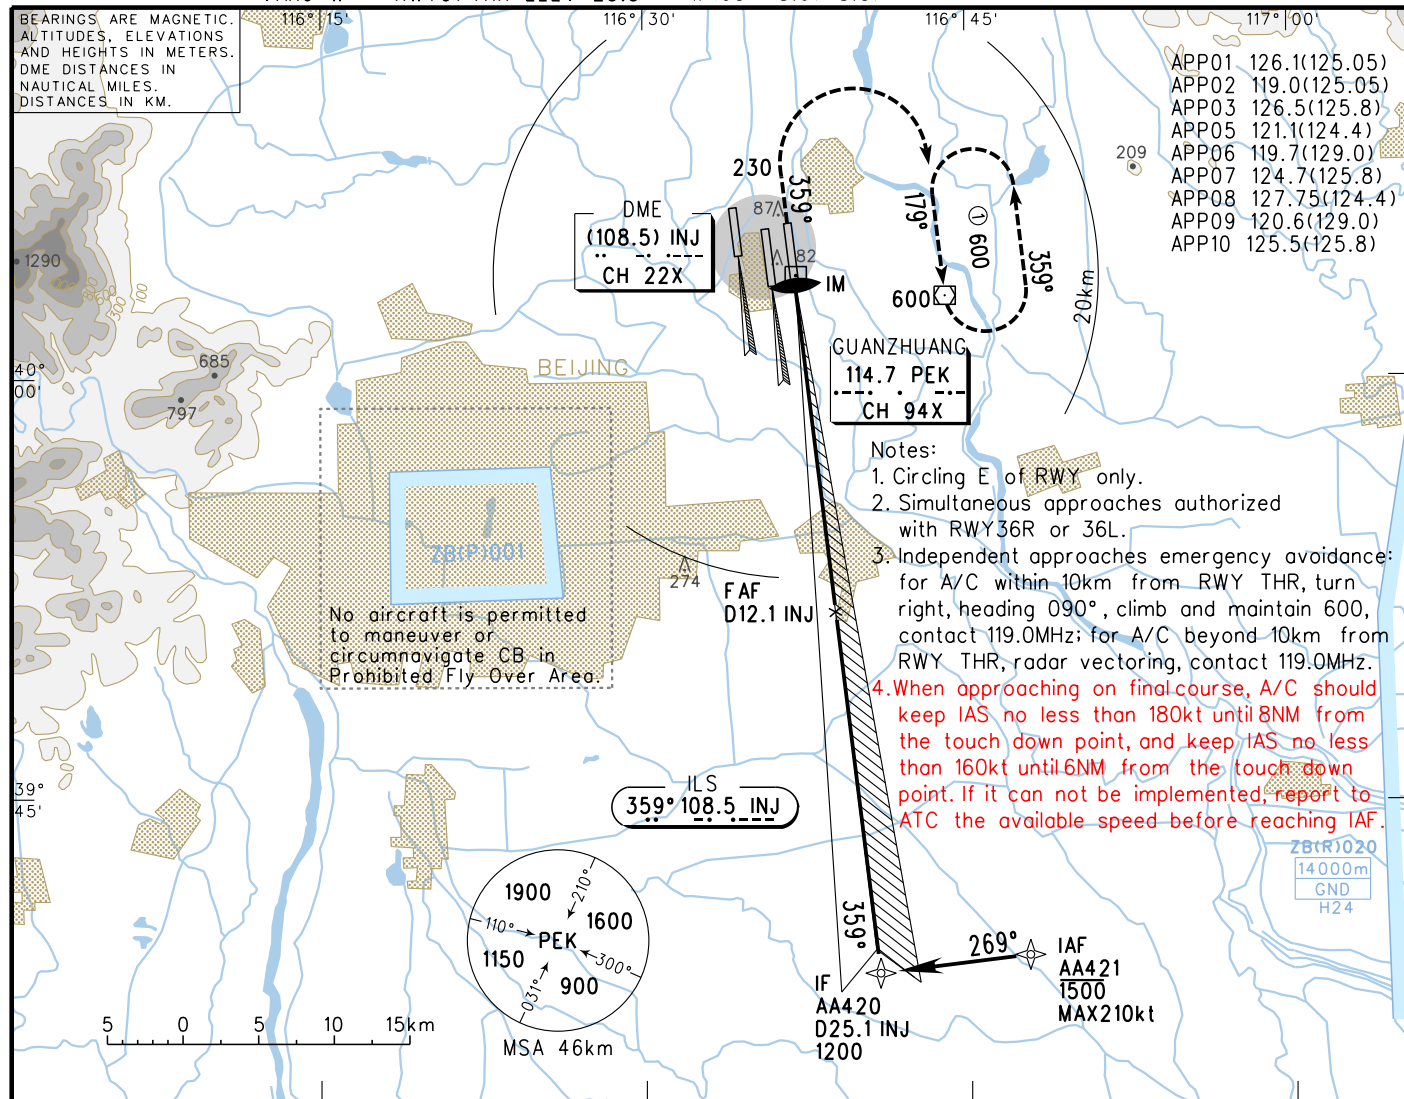 BEARINGS ARE MAGNETIC.
ALTITUDES, ELEVATIONS
AND HEIGHTS IN METERS.
DME DISTANCES IN
NAUTICAL MILES.
DISTANCES IN KM.
116° 15'
116° 30'
116° 45'
117° 00'
APP01 126.1(125.05)
APP02 119.0(125.05)
APP03 126.5(125.8)
APP05 121.1(124.4)
APP06 119.7(129.0)
APP07 124.7(125.8)
APP08 127.75(124.4)
APP09 120.6(129.0)
APP10 125.5(125.8)
209
230
359°
179°
① 600
359°
20km
600
DME
(108.5) INJ
CH 22X
87
82
IM
1290
300
100
685
797
40°
00'
BEIJING
GUANZHUANG
114.7 PEK
CH 94X
ZB(P)001
No aircraft is permitted
to maneuver or
circumnavigate CB in
Prohibited Fly Over Area.
274
FAF
D12.1 INJ
Notes:
1. Circling E of RWY only.
2. Simultaneous approaches authorized
with RWY36R or 36L.
3. Independent approaches emergency avoidance:
for A/C within 10km from RWY THR, turn
right, heading 090°, climb and maintain 600,
contact 119.0MHz; for A/C beyond 10km from
RWY THR, radar vectoring, contact 119.0MHz.
4.When approaching on final course, A/C should
keep IAS no less than 180kt until 8NM from
the touch down point, and keep IAS no less
than 160kt until 6NM from the touch down
point. If it can not be implemented, report to
ATC the available speed before reaching IAF.
39°
45'
ILS
359° 108.5 INJ
ZB(R)020
14000m
GND
H24
1900
210°
1600
110°
PEK
1150
300°
900
031°
MSA 46km
5 0 5 10 15km
359°
269°
IAF
AA421
1500
MAX210kt
IF
AA420
D25.1 INJ
1200